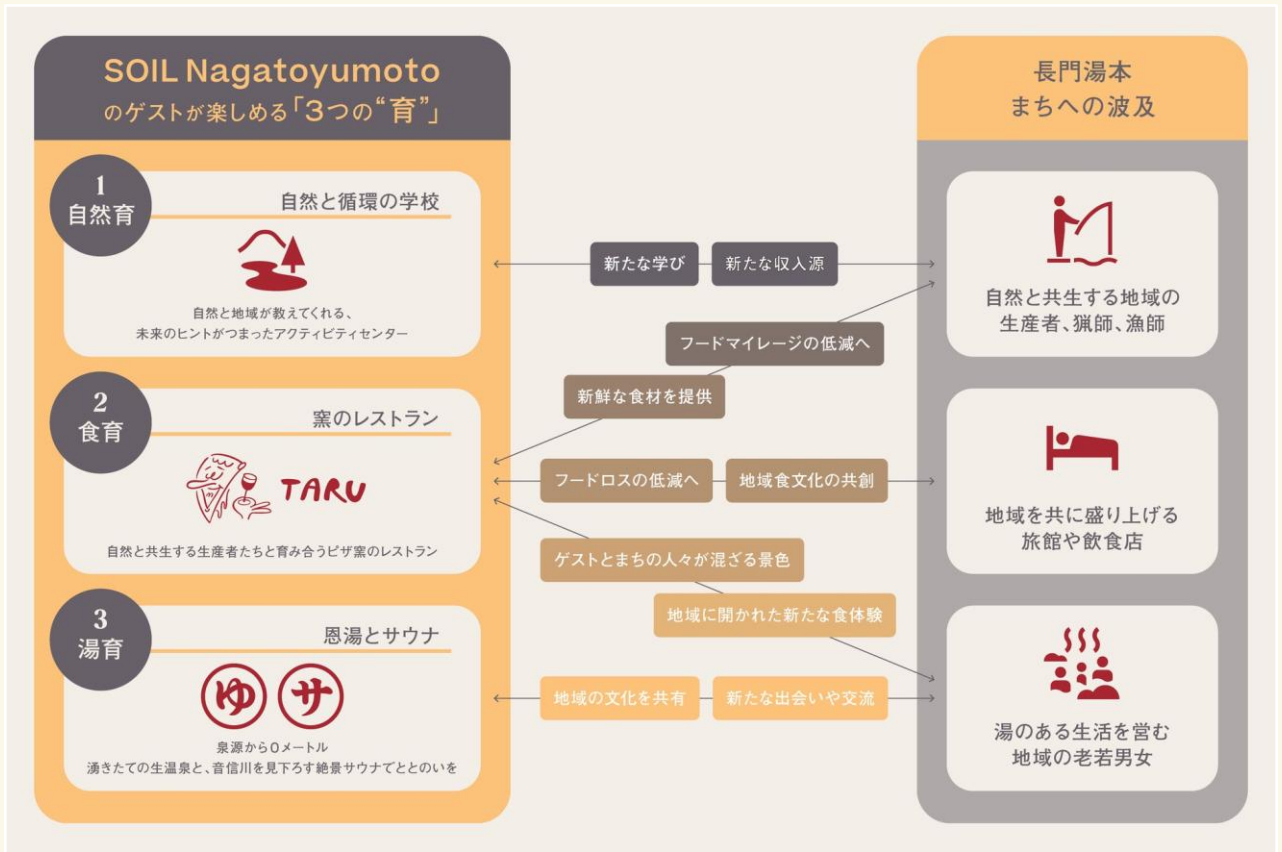 SOIL Nagatoyumoto
のゲストが楽しめる「3つの“育”」
1
自然育
自然と循環の学校
自然と地域が教えてくれる、
未来のヒントがつまったアクティビティセンター
2
食育
窯のレストラン
TARU
自然と共生する生産者たちと育み合うピザ窯のレストラン
3
湯育
恩湯とサウナ
ゆ サ
泉源から0メートル
湧きたての生温泉と、音信川を見下ろす絶景サウナでととのいを
新たな学び
新たな収入源
フードマイレージの低減へ
新鮮な食材を提供
フードロスの低減へ
地域食文化の共創
ゲストとまちの人々が混ざる景色
地域に開かれた新たな食体験
地域の文化を共有
新たな出会いや交流
長門湯本
まちへの波及
自然と共生する地域の
生産者、猟師、漁師
地域を共に盛り上げる
旅館や飲食店
湯のある生活を営む
地域の老若男女